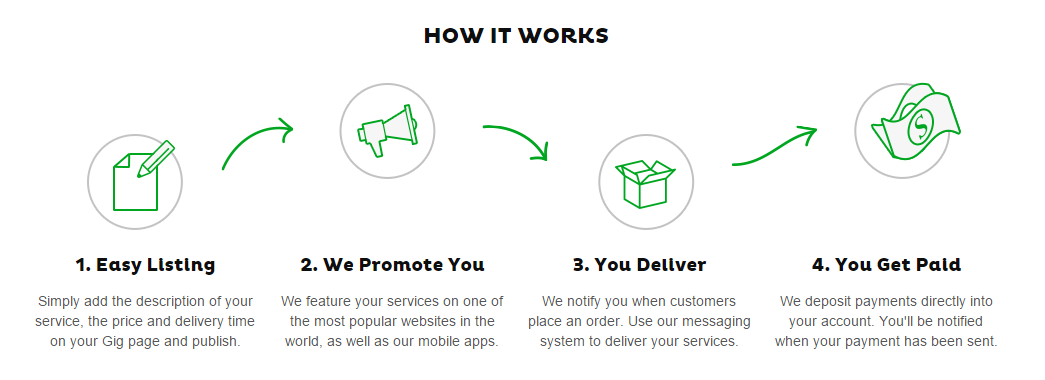 HOW IT WORKS
1. Easy Listing
Simply add the description of your
service, the price and delivery time
on your Gig page and publish.
2. We Promote You
We feature your services on one of
the most popular websites in the
world, as well as our mobile apps.
3. You Deliver
We notify you when customers
place an order. Use our messaging
system to deliver your services.
4. You Get Paid
We deposit payments directly into
your account. You'll be notified
when your payment has been sent.